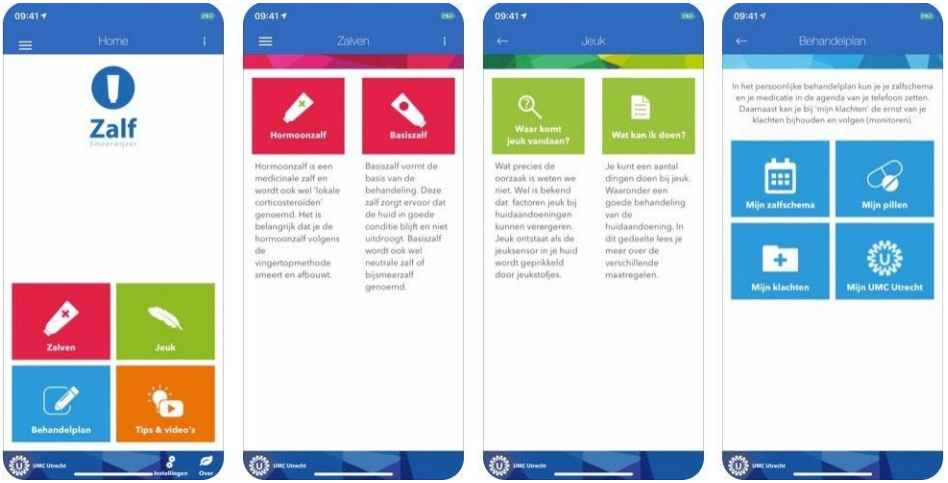 09:41
Home
Zalf
Smeerwijzer
Zalven
Jeuk
Behandelplan
Tips & video's
UMC Utrecht
Instellingen
Over
09:41
Zalven
Hormoonzalf
Hormoonzalf is een
medicinale zalf en
wordt ook wel 'lokale
corticosteroïden'
genoemd. Het is
belangrijk dat je de
hormoonzalf volgens
de
vingertopmethode
smeert en afbouwt.
Basiszalf
Basiszalf vormt de
basis van de
behandeling. Deze
zalf zorgt ervoor dat
de huid in goede
conditie blijft en niet
uitdroogt. Basiszalf
wordt ook wel
neutrale zalf of
bijsmeerzalf
genoemd.
UMC Utrecht
09:41
Jeuk
Waar komt
jeuk vandaan?
Wat precies de
oorzaak is weten we
niet. Wel is bekend
dat factoren jeuk bij
huidaandoeningen
kunnen verergeren.
Jeuk ontstaat als de
jeuksensor in je huid
wordt geprikkeld
door jeukstofjes.
Wat kan ik doen?
Je kunt een aantal
dingen doen bij jeuk.
Waaronder een
goede behandeling
van de
huidaandoening. In
dit gedeelte lees je
meer over de
verschillende
maatregelen.
UMC Utrecht
09:41
Behandelplan
In het persoonlijke behandelplan kun je je zalfschema
en je medicatie in de agenda van je telefoon zetten.
Daarnaast kan je bij 'mijn klachten' de ernst van je
klachten bijhouden en volgen (monitoren).
Mijn zalfschema
Mijn pillen
Mijn klachten
Mijn UMC Utrecht
UMC Utrecht